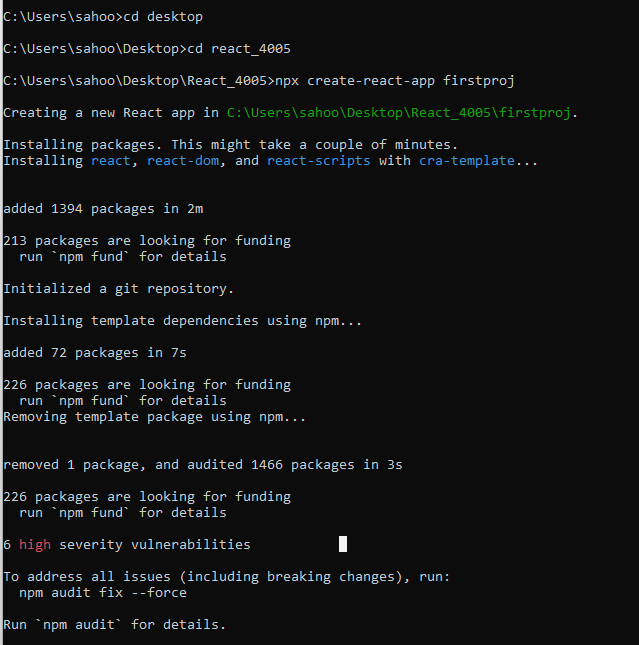 C:\Users\sahoo>cd desktop
C:\Users\sahoo\Desktop>cd react_4005
C:\Users\sahoo\Desktop\React_4005>npx create-react-app firstproj
Creating a new React app in C:\Users\sahoo\Desktop\React_4005\firstproj.
Installing packages. This might take a couple of minutes.
Installing react, react-dom, and react-scripts with cra-template...
added 1394 packages in 2m
213 packages are looking for funding
  run `npm fund` for details
Initialized a git repository.
Installing template dependencies using npm...
added 72 packages in 7s
226 packages are looking for funding
  run `npm fund` for details
Removing template package using npm...
removed 1 package, and audited 1466 packages in 3s
226 packages are looking for funding
  run `npm fund` for details
6 high severity vulnerabilities
To address all issues (including breaking changes), run:
  npm audit fix --force
Run `npm audit` for details.